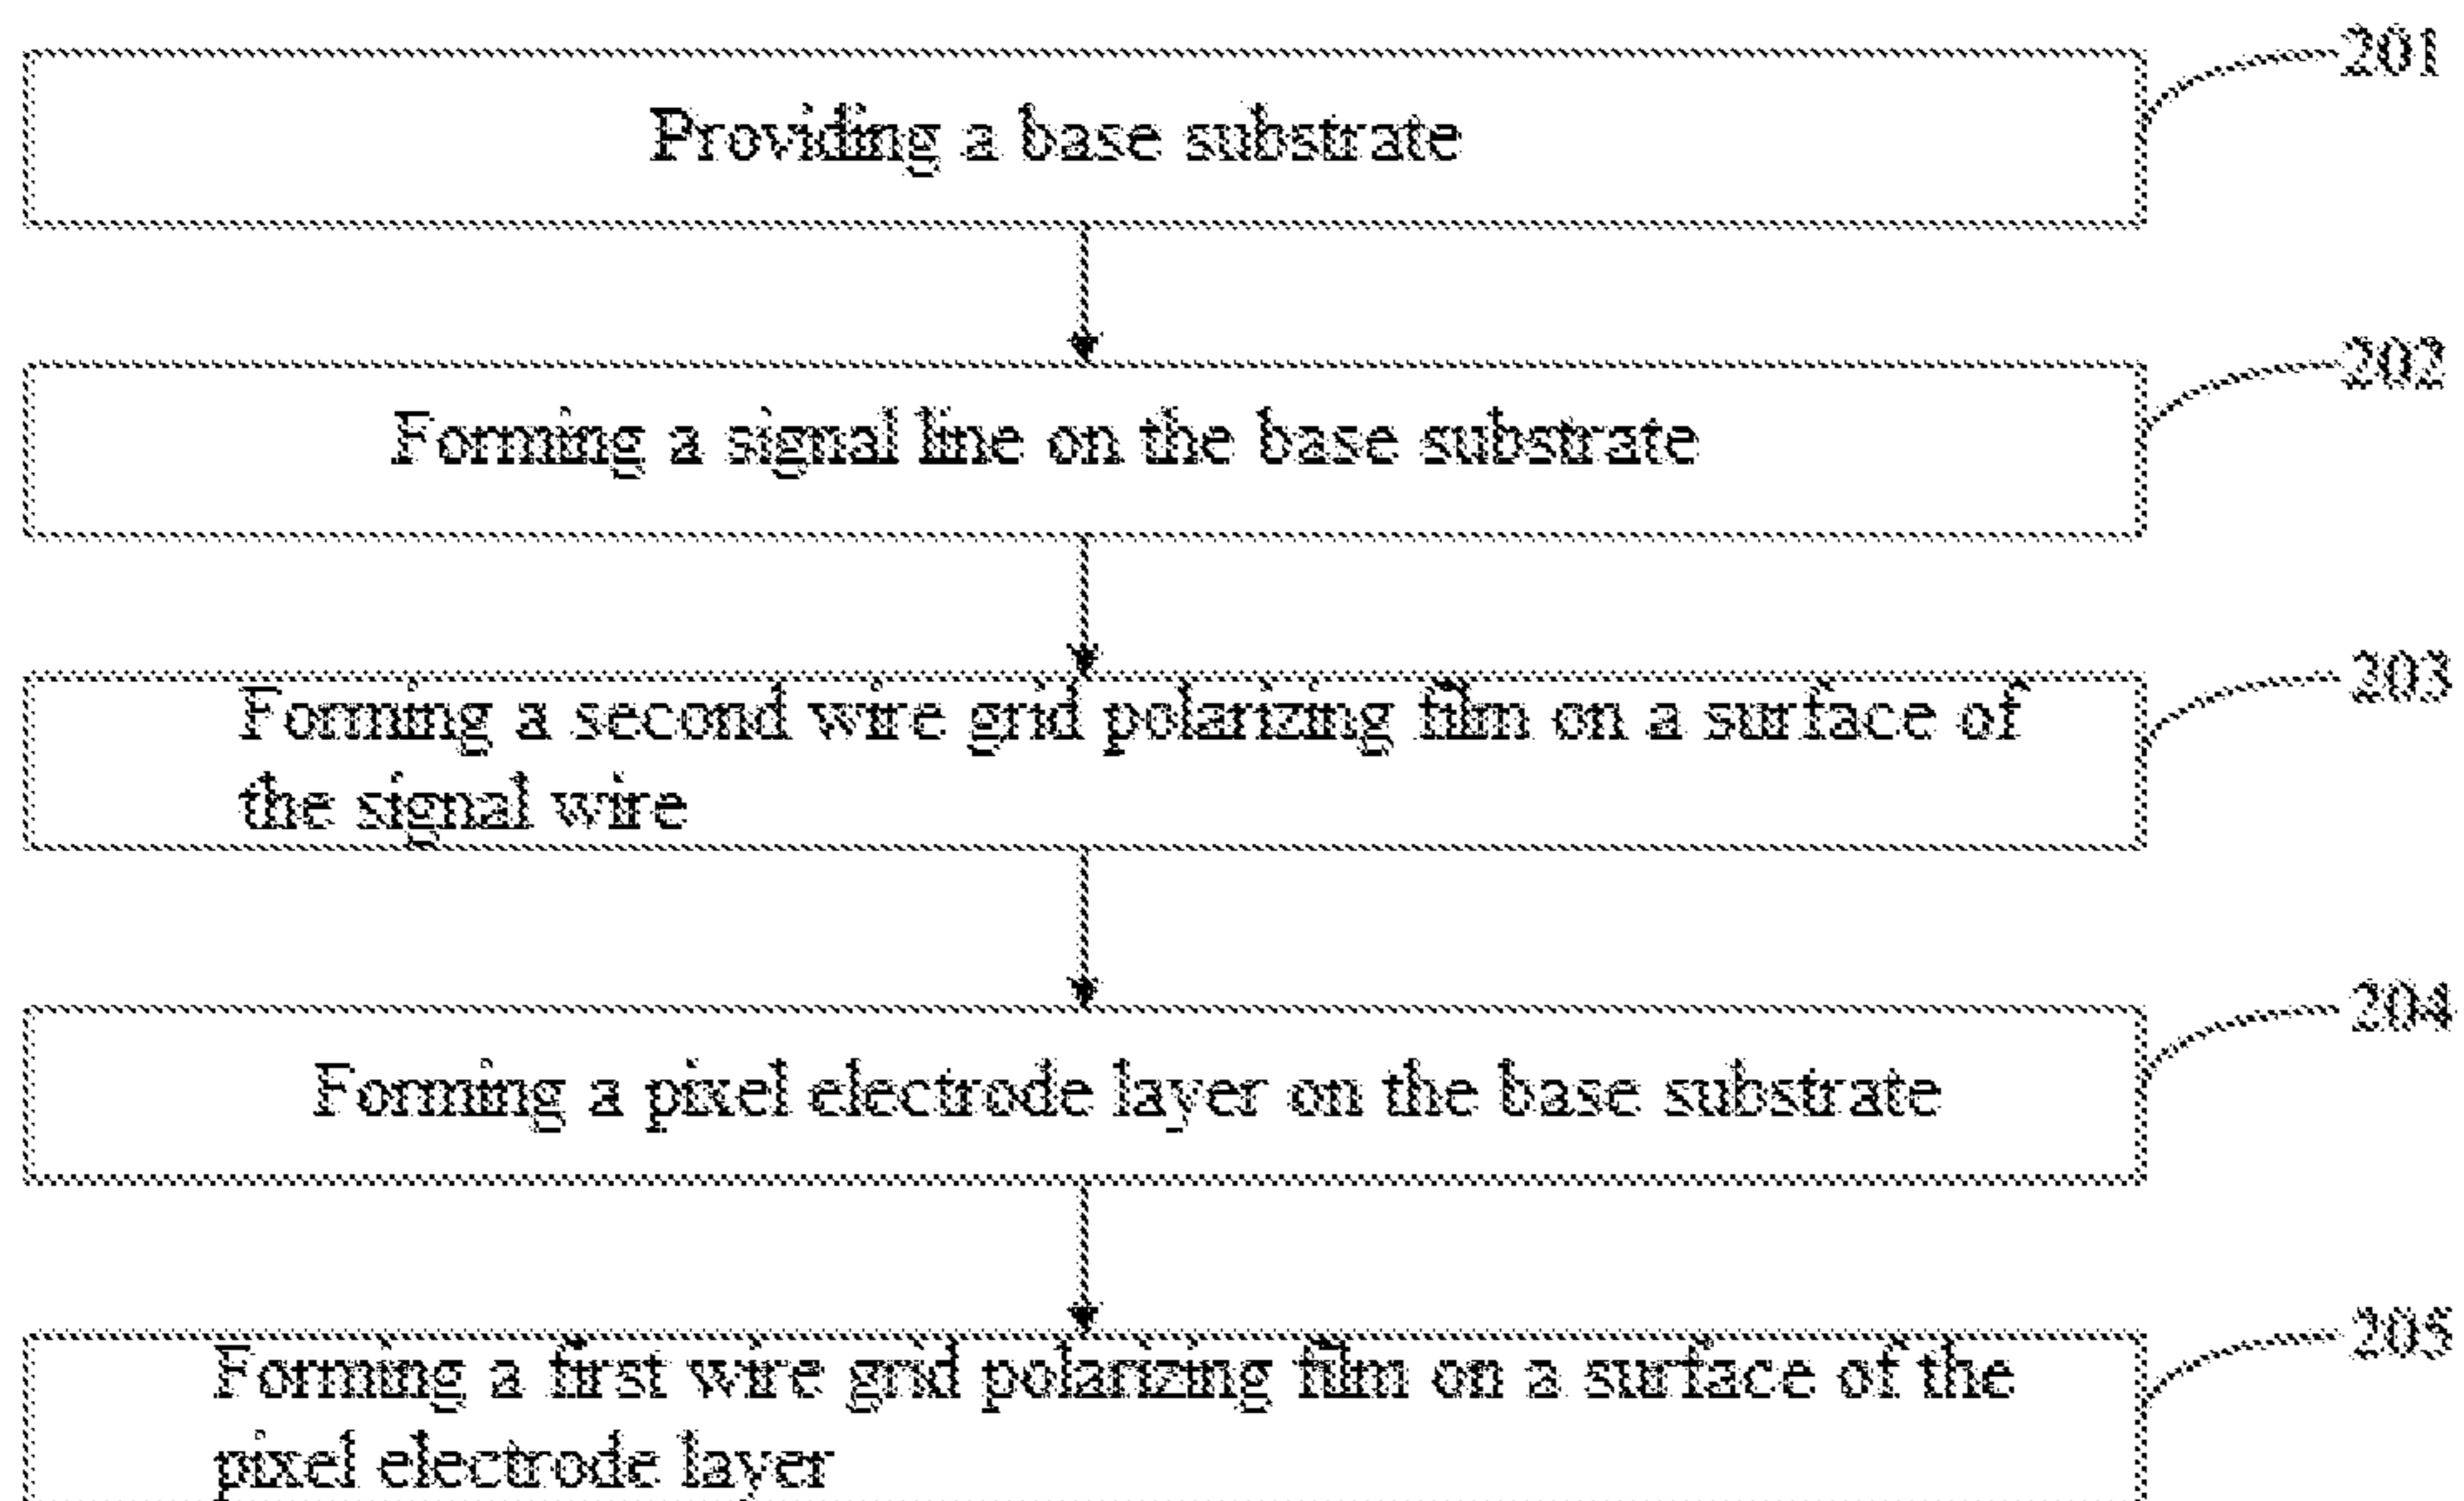 201
Providing a base substrate
202
Forming a signal line on the base substrate
203
Forming a second wire grid polarizing film on a surface of
the signal wire
204
Forming a pixel electrode layer on the base substrate
205
Forming a first wire grid polarizing film on a surface of the
pixel electrode layer